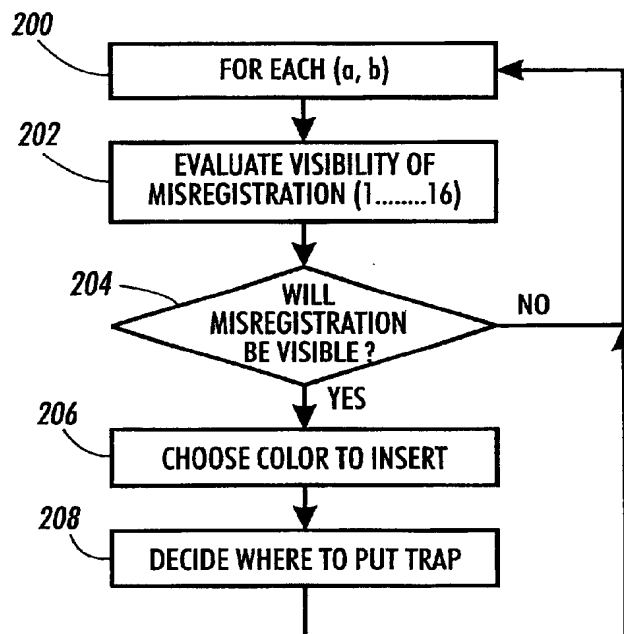 200
FOR EACH (a, b)
202
EVALUATE VISIBILITY OF
MISREGISTRATION (1........16)
204
WILL
MISREGISTRATION
BE VISIBLE ?
NO
YES
206
CHOOSE COLOR TO INSERT
208
DECIDE WHERE TO PUT TRAP